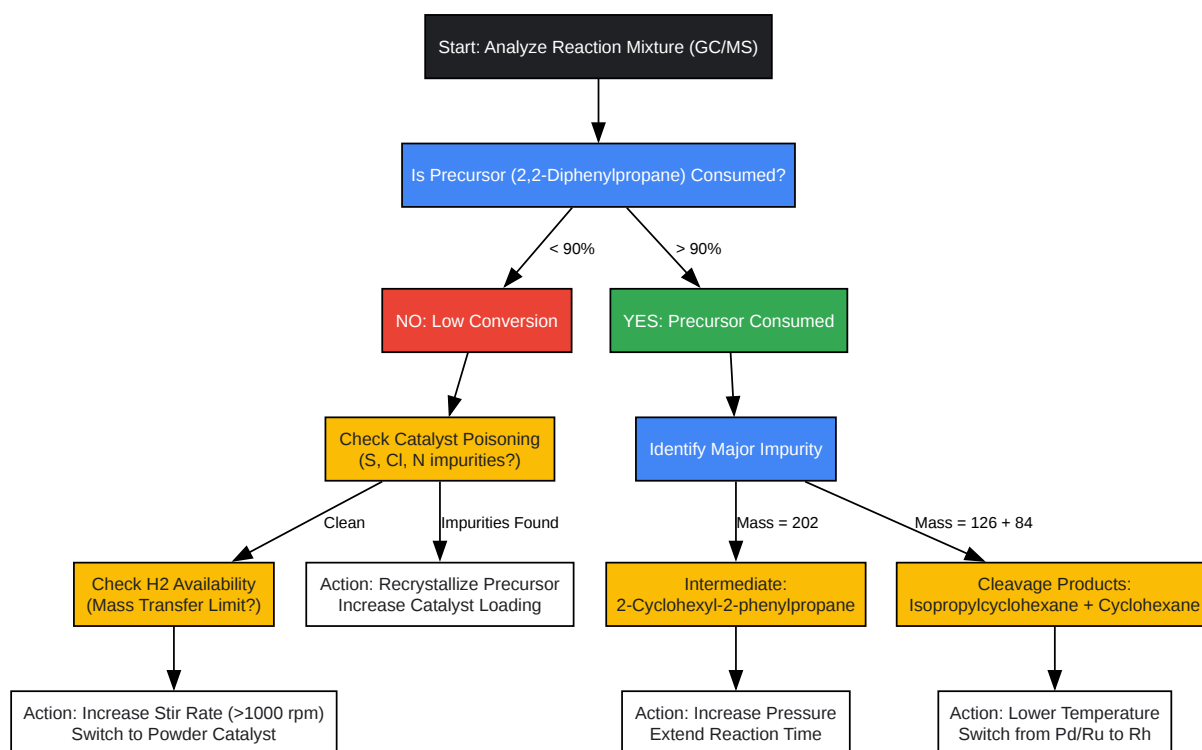 Start: Analyze Reaction Mixture (GC/MS)
Is Precursor (2,2-Diphenylpropane) Consumed?
< 90%
> 90%
NO: Low Conversion
YES: Precursor Consumed
Check Catalyst Poisoning
(S, Cl, N impurities?)
Identify Major Impurity
Clean
Impurities Found
Mass = 202
Mass = 126 + 84
Check H2 Availability
(Mass Transfer Limit?)
Action: Recrystallize Precursor
Increase Catalyst Loading
Intermediate:
2-Cyclohexyl-2-phenylpropane
Cleavage Products:
Isopropylcyclohexane + Cyclohexane
Action: Increase Stir Rate (>1000 rpm)
Switch to Powder Catalyst
Action: Increase Pressure
Extend Reaction Time
Action: Lower Temperature
Switch from Pd/Ru to Rh